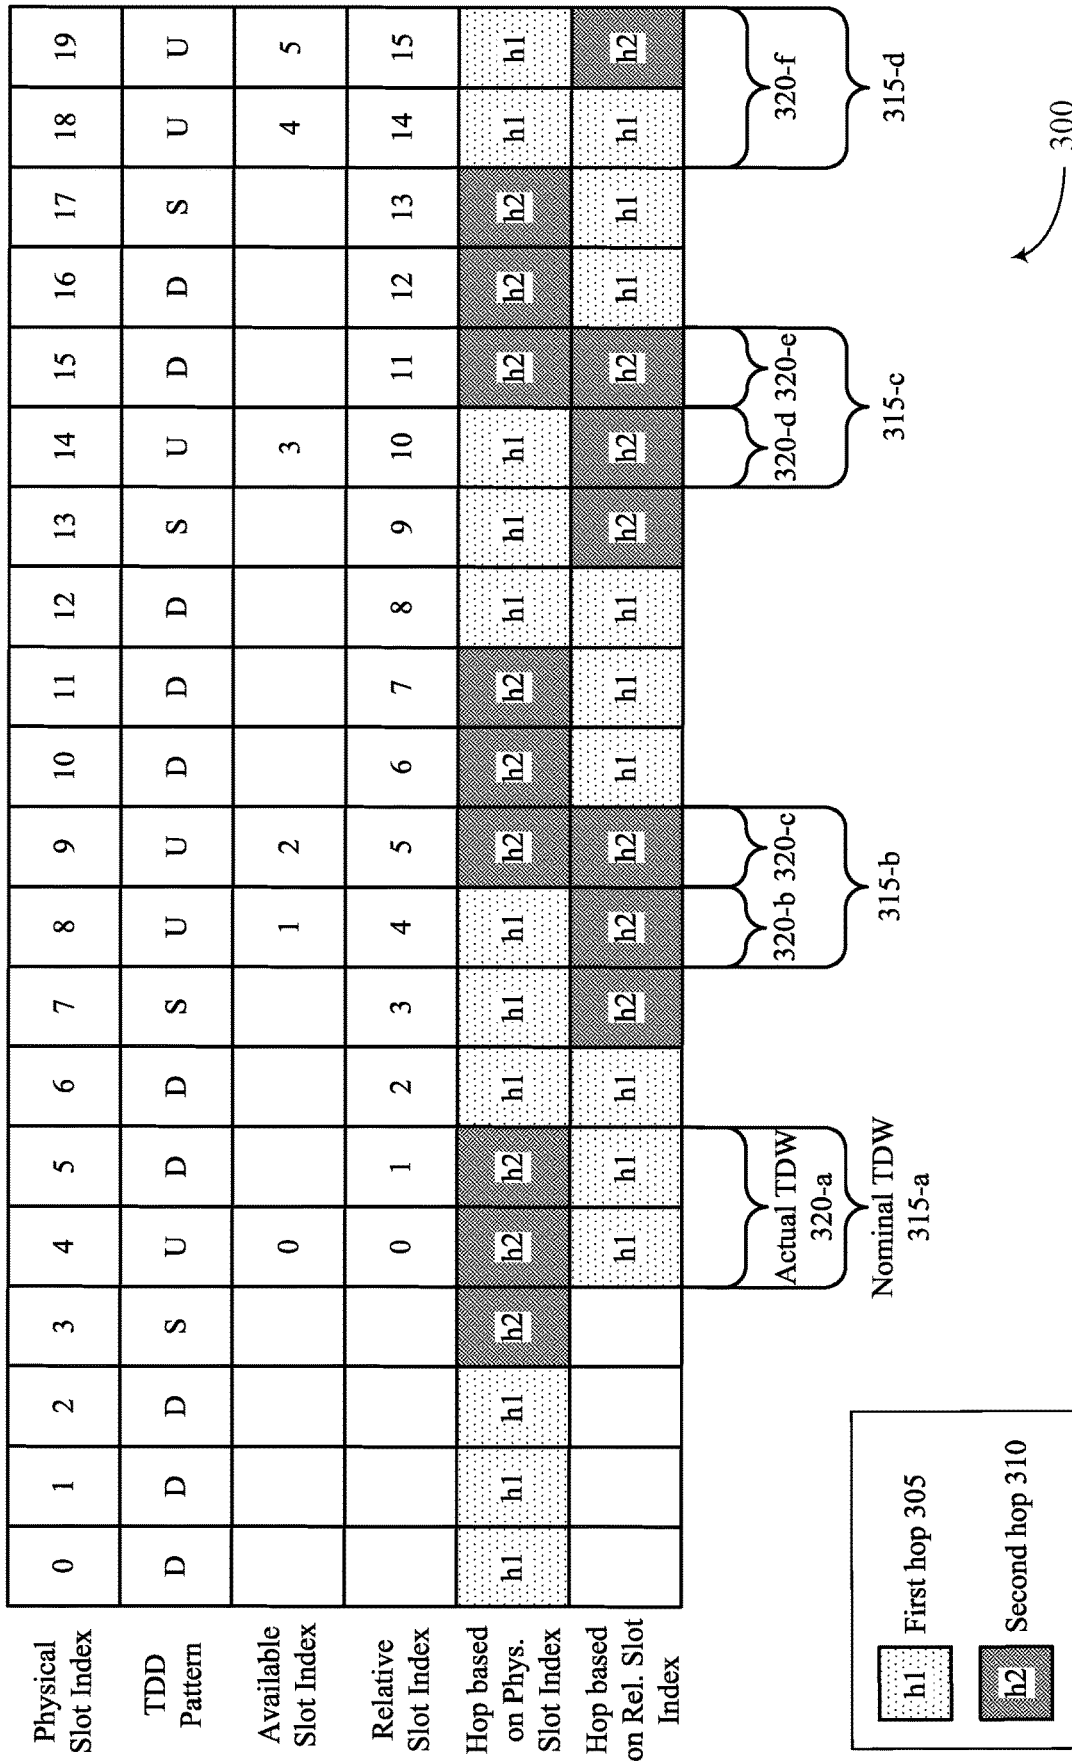 Physical
Slot Index
0 1 2 3 4 5 6 7 8 9 10 11 12 13 14 15 16 17 18 19
TDD
Pattern
D D D S U D D S U U D D D S U D D S U U
Available
Slot Index
0 1 2 3 4 5
Relative
Slot Index
0 1 2 3 4 5 6 7 8 9 10 11 12 13 14 15
Hop based
on Phys.
Slot Index
h1 h1 h1 h2 h2 h2 h1 h1 h1 h2 h2 h2 h1 h1 h1 h2 h2 h2 h1 h1
Hop based
on Rel. Slot
Index
h1 h1 h1 h2 h2 h2 h1 h1 h1 h2 h2 h2 h1 h1 h1 h2
Actual TDW
320-a
320-b 320-c
320-d 320-e
320-f
Nominal TDW
315-a
315-b
315-c
315-d
h1 First hop 305
h2 Second hop 310
300